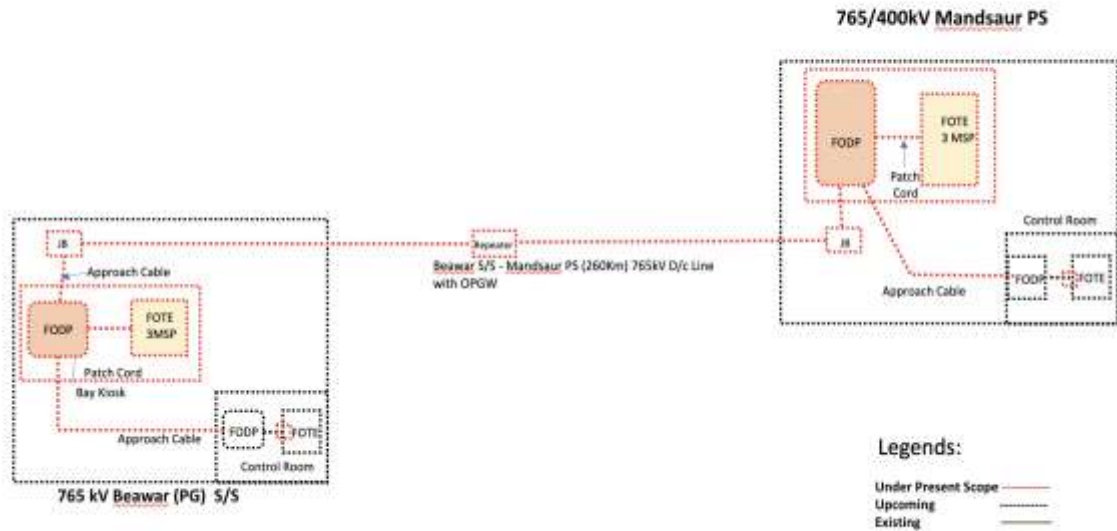 765/400kV Mandsaur PS
FODP
FOTE
3 MSP
Patch
Cord
Control Room
JB
Approach Cable
FODP
FOTE
JB
Repeater
Beawar S/S - Mandsaur PS (260Km) 765kV D/c Line
with OPGW
Approach Cable
FODP
FOTE
3MSP
Patch Cord
Bay Kiosk
Approach Cable
FODP
FOTE
Control Room
765 kV Beawar (PG) S/S
Legends:
Under Present Scope
Upcoming
Existing